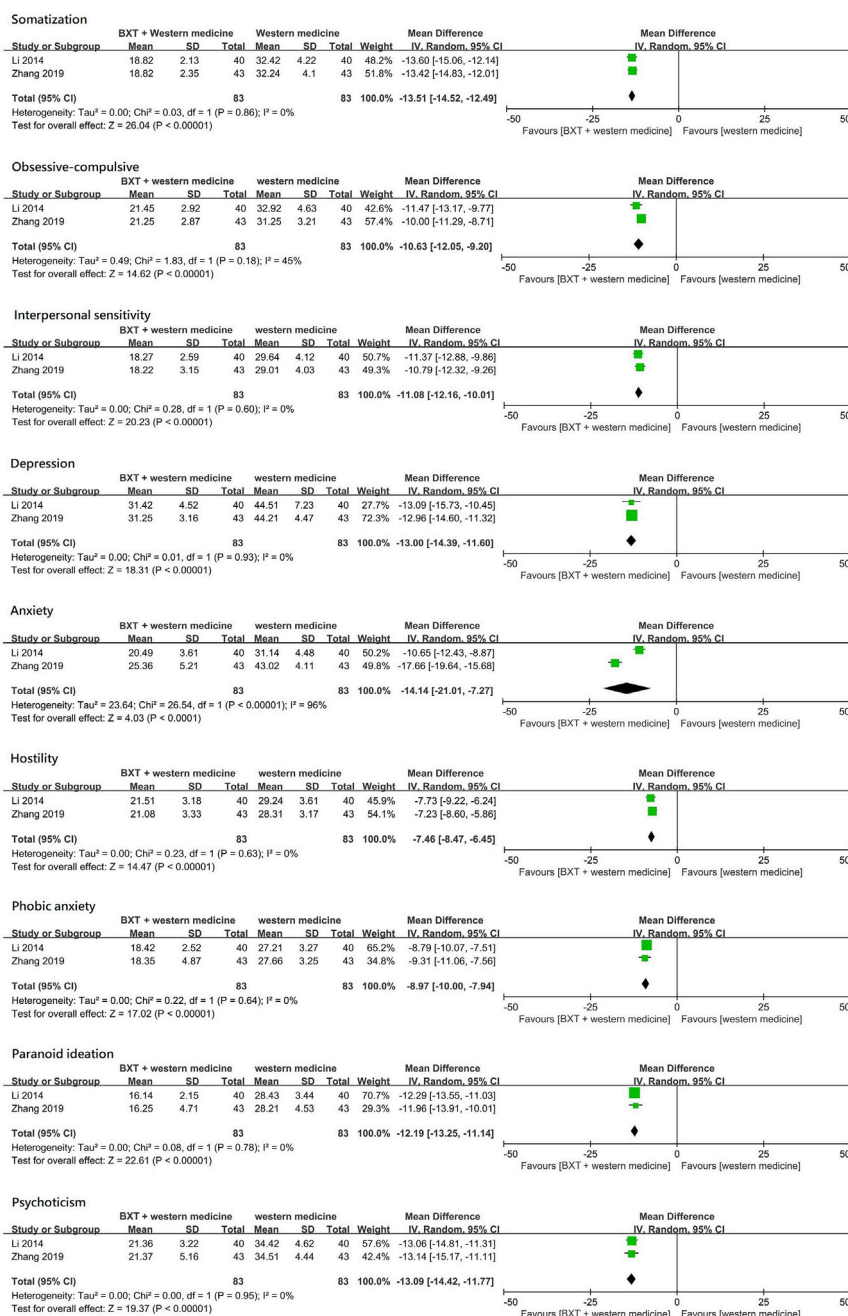 Somatization
BXT + Western medicine Western medicine Mean Difference Mean Difference
Study or Subgroup Mean SD Total Mean SD Total Weight IV. Random, 95% CI IV. Random, 95% CI
Li 2014 18.82 2.13 40 32.42 4.22 40 48.2% -13.60 [-15.06, -12.14]
Zhang 2019 18.82 2.35 43 32.24 4.1 43 51.8% -13.42 [-14.83, -12.01]
Total (95% CI) 83 83 100.0% -13.51 [-14.52, -12.49]
Heterogeneity: Tau² = 0.00; Chi² = 0.03, df = 1 (P = 0.86); I² = 0%
Test for overall effect: Z = 26.04 (P < 0.00001)
-50 -25 0 25 50
Favours [BXT + western medicine] Favours [western medicine]
Obsessive-compulsive
BXT + western medicine western medicine Mean Difference Mean Difference
Study or Subgroup Mean SD Total Mean SD Total Weight IV. Random, 95% CI IV. Random, 95% CI
Li 2014 21.45 2.92 40 32.92 4.63 40 42.6% -11.47 [-13.17, -9.77]
Zhang 2019 21.25 2.87 43 31.25 3.21 43 57.4% -10.00 [-11.29, -8.71]
Total (95% CI) 83 83 100.0% -10.63 [-12.05, -9.20]
Heterogeneity: Tau² = 0.49; Chi² = 1.83, df = 1 (P = 0.18); I² = 45%
Test for overall effect: Z = 14.62 (P < 0.00001)
-50 -25 0 25 50
Favours [BXT + western medicine] Favours [western medicine]
Interpersonal sensitivity
BXT + western medicine western medicine Mean Difference Mean Difference
Study or Subgroup Mean SD Total Mean SD Total Weight IV. Random, 95% CI IV. Random, 95% CI
Li 2014 18.27 2.59 40 29.64 4.12 40 50.7% -11.37 [-12.88, -9.86]
Zhang 2019 18.22 3.15 43 29.01 4.03 43 49.3% -10.79 [-12.32, -9.26]
Total (95% CI) 83 83 100.0% -11.08 [-12.16, -10.01]
Heterogeneity: Tau² = 0.00; Chi² = 0.28, df = 1 (P = 0.60); I² = 0%
Test for overall effect: Z = 20.23 (P < 0.00001)
-50 -25 0 25 50
Favours [BXT + western medicine] Favours [western medicine]
Depression
BXT + western medicine western medicine Mean Difference Mean Difference
Study or Subgroup Mean SD Total Mean SD Total Weight IV. Random, 95% CI IV. Random, 95% CI
Li 2014 31.42 4.52 40 44.51 7.23 40 27.7% -13.09 [-15.73, -10.45]
Zhang 2019 31.25 3.16 43 44.21 4.47 43 72.3% -12.96 [-14.60, -11.32]
Total (95% CI) 83 83 100.0% -13.00 [-14.39, -11.60]
Heterogeneity: Tau² = 0.00; Chi² = 0.01, df = 1 (P = 0.93); I² = 0%
Test for overall effect: Z = 18.31 (P < 0.00001)
-50 -25 0 25 50
Favours [BXT + western medicine] Favours [western medicine]
Anxiety
BXT + western medicine western medicine Mean Difference Mean Difference
Study or Subgroup Mean SD Total Mean SD Total Weight IV. Random, 95% CI IV. Random, 95% CI
Li 2014 20.49 3.61 40 31.14 4.48 40 50.2% -10.65 [-12.43, -8.87]
Zhang 2019 25.36 5.21 43 43.02 4.11 43 49.8% -17.66 [-19.64, -15.68]
Total (95% CI) 83 83 100.0% -14.14 [-21.01, -7.27]
Heterogeneity: Tau² = 23.64; Chi² = 26.54, df = 1 (P < 0.00001); I² = 96%
Test for overall effect: Z = 4.03 (P < 0.0001)
-50 -25 0 25 50
Favours [BXT + western medicine] Favours [western medicine]
Hostility
BXT + western medicine western medicine Mean Difference Mean Difference
Study or Subgroup Mean SD Total Mean SD Total Weight IV. Random, 95% CI IV. Random, 95% CI
Li 2014 21.51 3.18 40 29.24 3.61 40 45.9% -7.73 [-9.22, -6.24]
Zhang 2019 21.08 3.33 43 28.31 3.17 43 54.1% -7.23 [-8.60, -5.86]
Total (95% CI) 83 83 100.0% -7.46 [-8.47, -6.45]
Heterogeneity: Tau² = 0.00; Chi² = 0.23, df = 1 (P = 0.63); I² = 0%
Test for overall effect: Z = 14.47 (P < 0.00001)
-50 -25 0 25 50
Favours [BXT + western medicine] Favours [western medicine]
Phobic anxiety
BXT + western medicine western medicine Mean Difference Mean Difference
Study or Subgroup Mean SD Total Mean SD Total Weight IV. Random, 95% CI IV. Random, 95% CI
Li 2014 18.42 2.52 40 27.21 3.27 40 65.2% -8.79 [-10.07, -7.51]
Zhang 2019 18.35 4.87 43 27.66 3.25 43 34.8% -9.31 [-11.06, -7.56]
Total (95% CI) 83 83 100.0% -8.97 [-10.00, -7.94]
Heterogeneity: Tau² = 0.00; Chi² = 0.22, df = 1 (P = 0.64); I² = 0%
Test for overall effect: Z = 17.02 (P < 0.00001)
-50 -25 0 25 50
Favours [BXT + western medicine] Favours [western medicine]
Paranoid ideation
BXT + western medicine western medicine Mean Difference Mean Difference
Study or Subgroup Mean SD Total Mean SD Total Weight IV. Random, 95% CI IV. Random, 95% CI
Li 2014 16.14 2.15 40 28.43 3.44 40 70.7% -12.29 [-13.55, -11.03]
Zhang 2019 16.25 4.71 43 28.21 4.53 43 29.3% -11.96 [-13.91, -10.01]
Total (95% CI) 83 83 100.0% -12.19 [-13.25, -11.14]
Heterogeneity: Tau² = 0.00; Chi² = 0.08, df = 1 (P = 0.78); I² = 0%
Test for overall effect: Z = 22.61 (P < 0.00001)
-50 -25 0 25 50
Favours [BXT + western medicine] Favours [western medicine]
Psychoticism
BXT + western medicine western medicine Mean Difference Mean Difference
Study or Subgroup Mean SD Total Mean SD Total Weight IV. Random, 95% CI IV. Random, 95% CI
Li 2014 21.36 3.22 40 34.42 4.62 40 57.6% -13.06 [-14.81, -11.31]
Zhang 2019 21.37 5.16 43 34.51 4.44 43 42.4% -13.14 [-15.17, -11.11]
Total (95% CI) 83 83 100.0% -13.09 [-14.42, -11.77]
Heterogeneity: Tau² = 0.00; Chi² = 0.00, df = 1 (P = 0.95); I² = 0%
Test for overall effect: Z = 19.37 (P < 0.00001)
-50 -25 0 25 50
Favours [BXT + western medicine] Favours [western medicine]